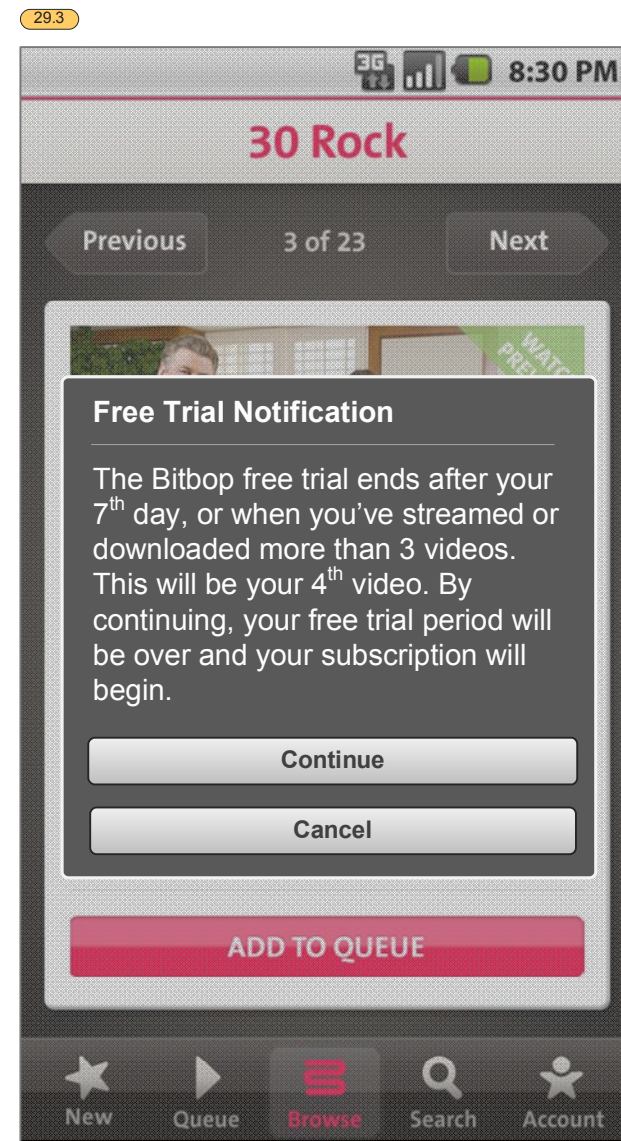 29.3
3G 8:30 PM
30 Rock
Previous 3 of 23 Next
WATC
PREV
Free Trial Notification
The Bitbop free trial ends after your
7th day, or when you’ve streamed or
downloaded more than 3 videos.
This will be your 4th video. By
continuing, your free trial period will
be over and your subscription will
begin.
Continue
Cancel
ADD TO QUEUE
New Queue Browse Search Account